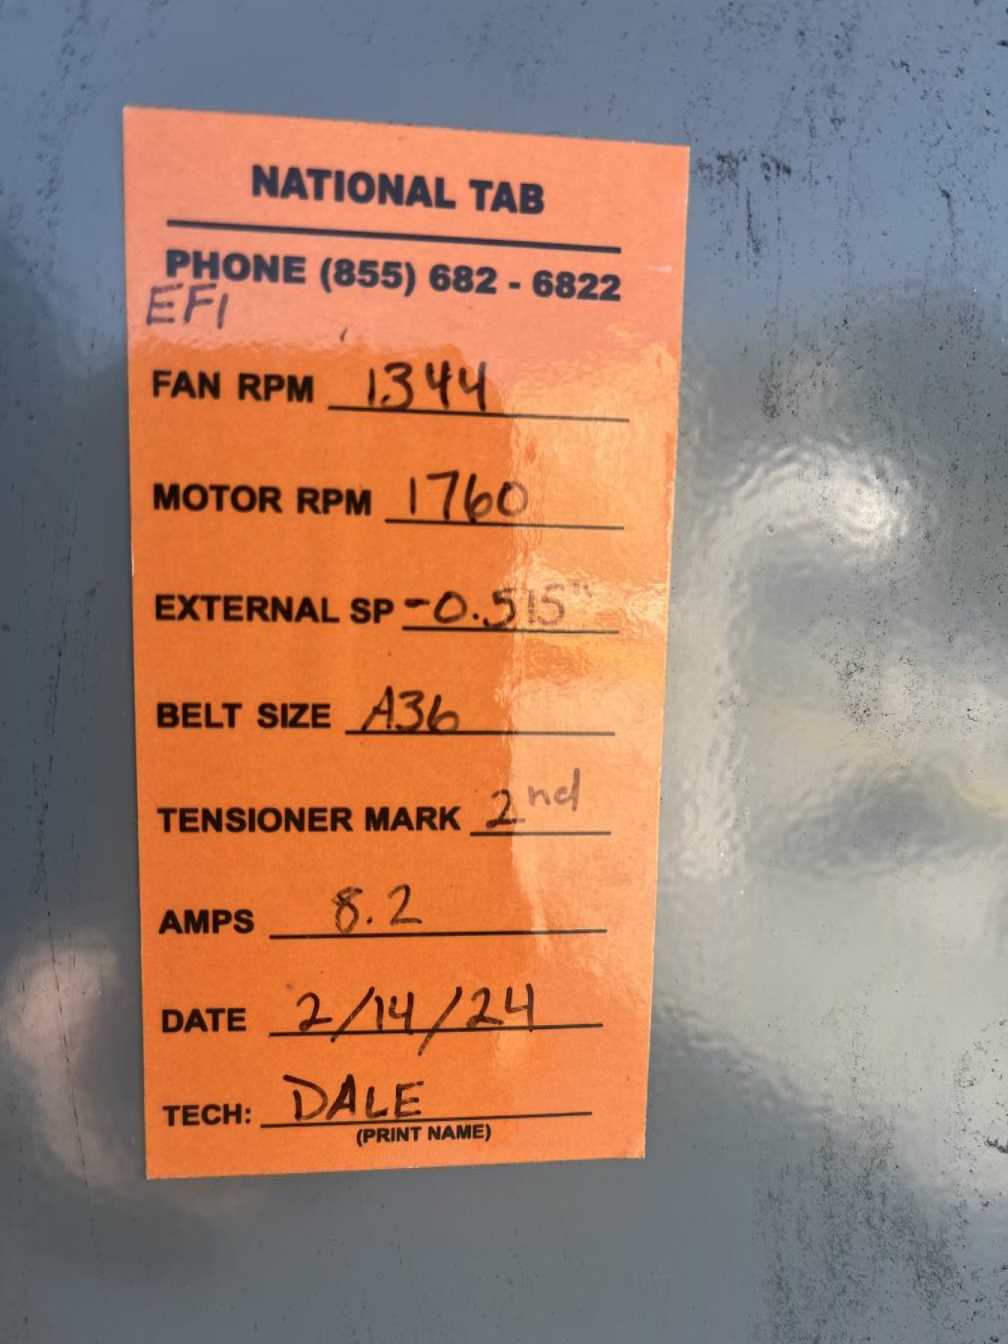 NATIONAL TAB
PHONE (855) 682 - 6822
EF1
FAN RPM 1344
MOTOR RPM 1760
EXTERNAL SP -0.515"
BELT SIZE A36
TENSIONER MARK 2nd
AMPS 8.2
DATE 2/14/24
TECH: DALE
(PRINT NAME)